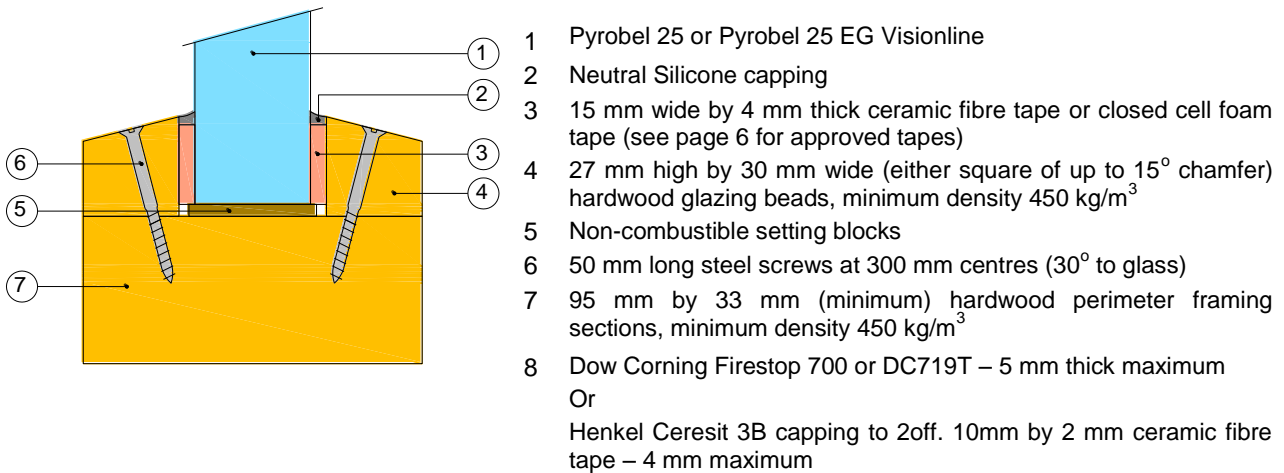 1
2
3
4
5
6
7
1 Pyrobel 25 or Pyrobel 25 EG Visionline
2 Neutral Silicone capping
3 15 mm wide by 4 mm thick ceramic fibre tape or closed cell foam
tape (see page 6 for approved tapes)
4 27 mm high by 30 mm wide (either square of up to 15° chamfer)
hardwood glazing beads, minimum density 450 kg/m³
5 Non-combustible setting blocks
6 50 mm long steel screws at 300 mm centres (30° to glass)
7 95 mm by 33 mm (minimum) hardwood perimeter framing
sections, minimum density 450 kg/m³
8 Dow Corning Firestop 700 or DC719T – 5 mm thick maximum
Or
Henkel Ceresit 3B capping to 2off. 10mm by 2 mm ceramic fibre
tape – 4 mm maximum